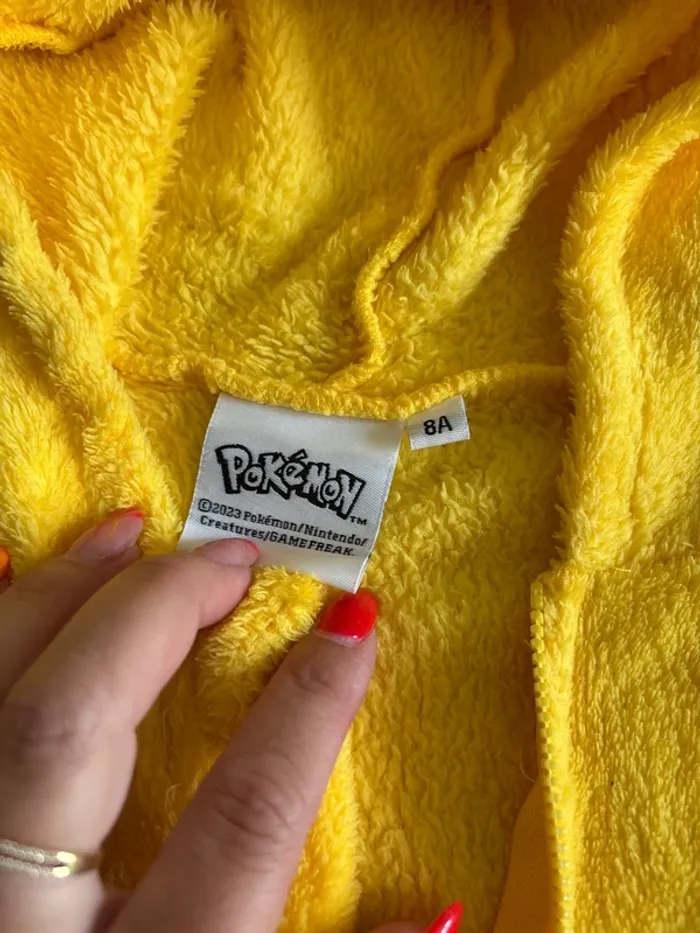 POKéMON
TM
©2023 Pokémon/Nintendo/
Creatures/GAMEFREAK.
8A